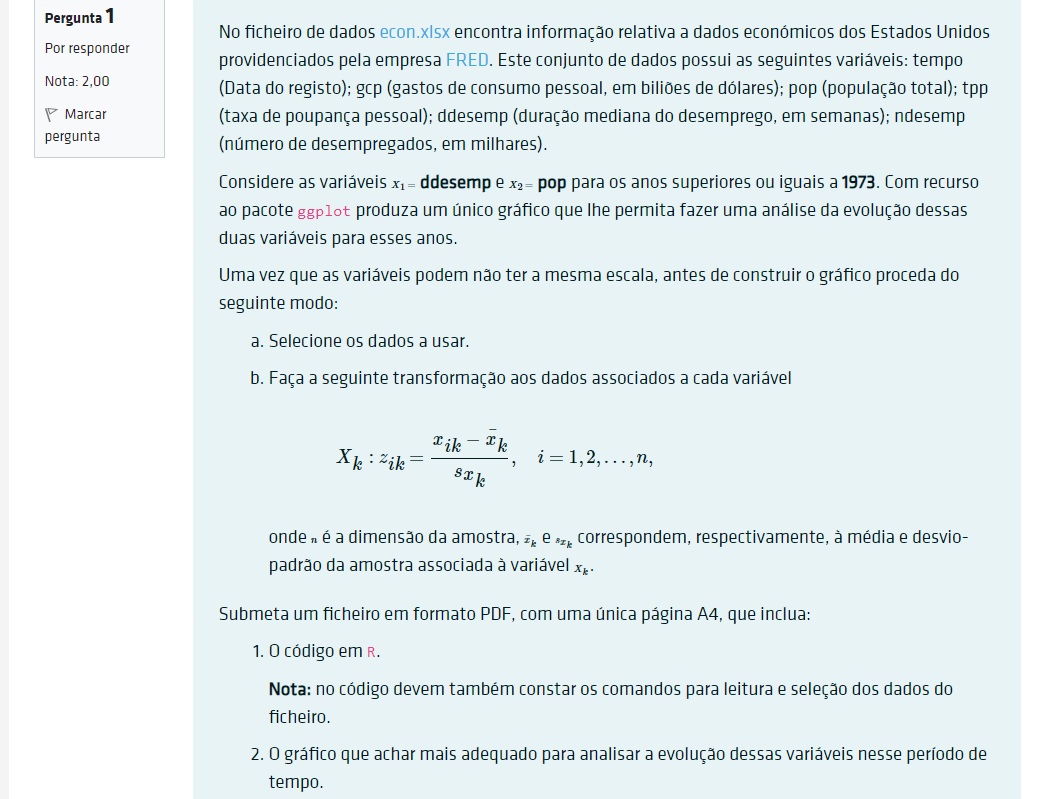 Pergunta 1
Por responder
Nota: 2,00
Marcar
pergunta
No ficheiro de dados econ.xlsx encontra informação relativa a dados económicos dos Estados Unidos
providenciados pela empresa FRED. Este conjunto de dados possui as seguintes variáveis: tempo
(Data do registo); gcp (gastos de consumo pessoal, em biliões de dólares); pop (população total); tpp
(taxa de poupança pessoal); ddesemp (duração mediana do desemprego, em semanas); ndesemp
(número de desempregados, em milhares).
Considere as variáveis x₁ = ddesemp e x₂ = pop para os anos superiores ou iguais a 1973. Com recurso
ao pacote ggplot produza um único gráfico que lhe permita fazer uma análise da evolução dessas
duas variáveis para esses anos.
Uma vez que as variáveis podem não ter a mesma escala, antes de construir o gráfico proceda do
seguinte modo:
a. Selecione os dados a usar.
b. Faça a seguinte transformação aos dados associados a cada variável
X_k : z_{ik} = \frac{x_{ik} - \bar{x}_k}{s_{x_k}}, i = 1, 2, . . . , n,
onde n é a dimensão da amostra, \bar{x}_k e s_{x_k} correspondem, respectivamente, à média e desvio-
padrão da amostra associada à variável x_k.
Submeta um ficheiro em formato PDF, com uma única página A4, que inclua:
1. O código em R.
Nota: no código devem também constar os comandos para leitura e seleção dos dados do
ficheiro.
2. O gráfico que achar mais adequado para analisar a evolução dessas variáveis nesse período de
tempo.